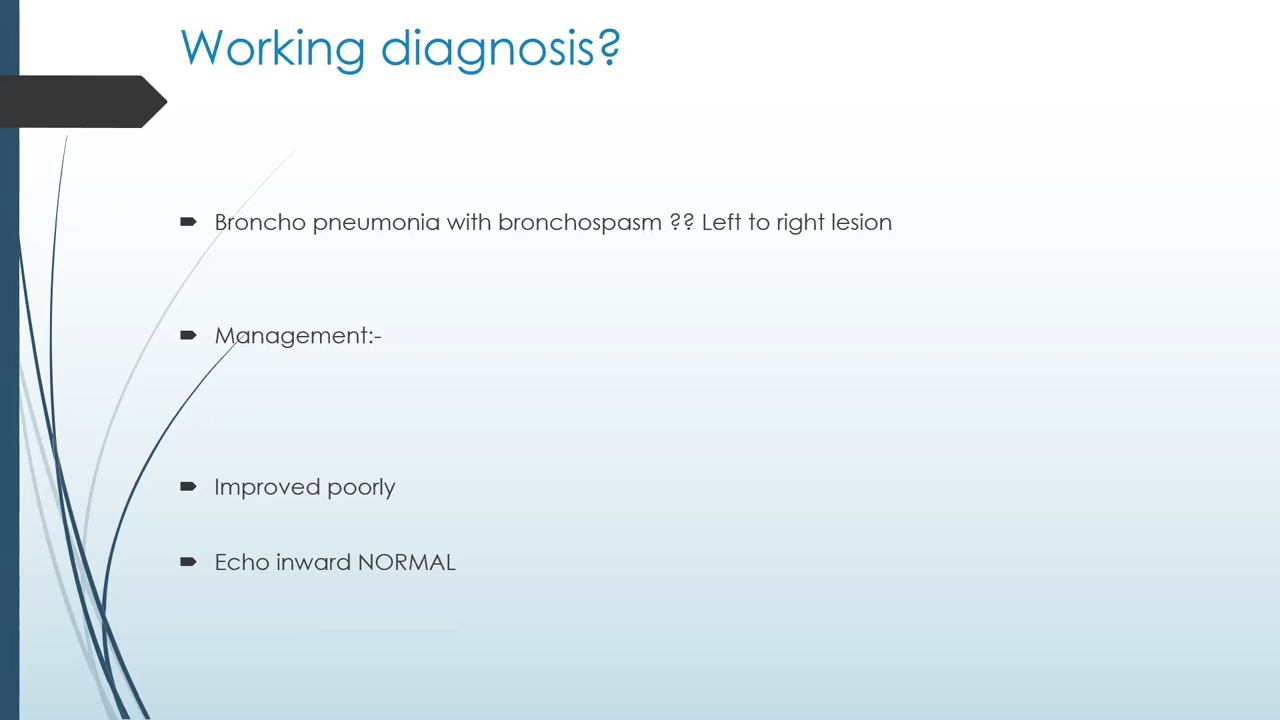 Working diagnosis?
Broncho pneumonia with bronchospasm ?? Left to right lesion
Management:-
Improved poorly
Echo inward NORMAL